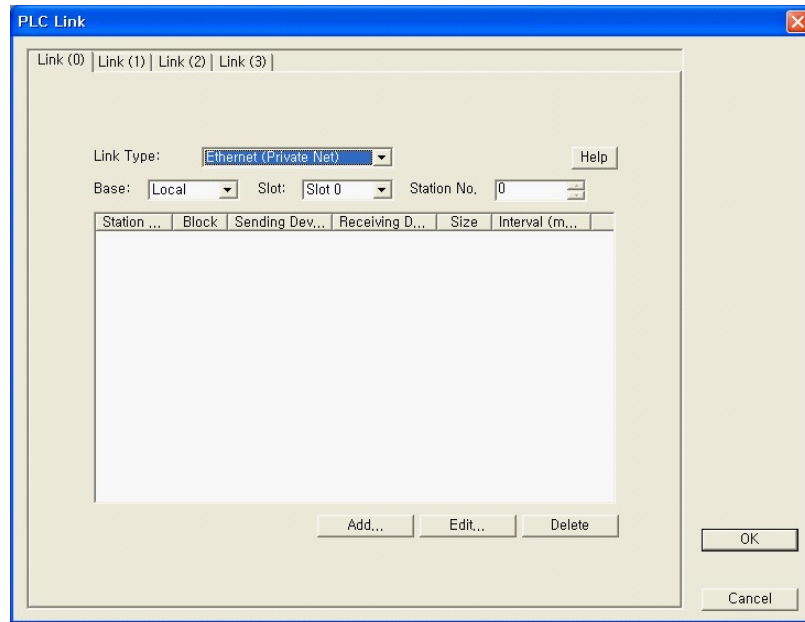 PLC Link
Link (0) Link (1) Link (2) Link (3)
Link Type: Ethernet (Private Net) Help
Base: Local Slot: Slot 0 Station No, 0
Station ,,, Block Sending Dev,,, Receiving D,,, Size Interval (m,,,
Add,,, Edit,,, Delete
OK
Cancel